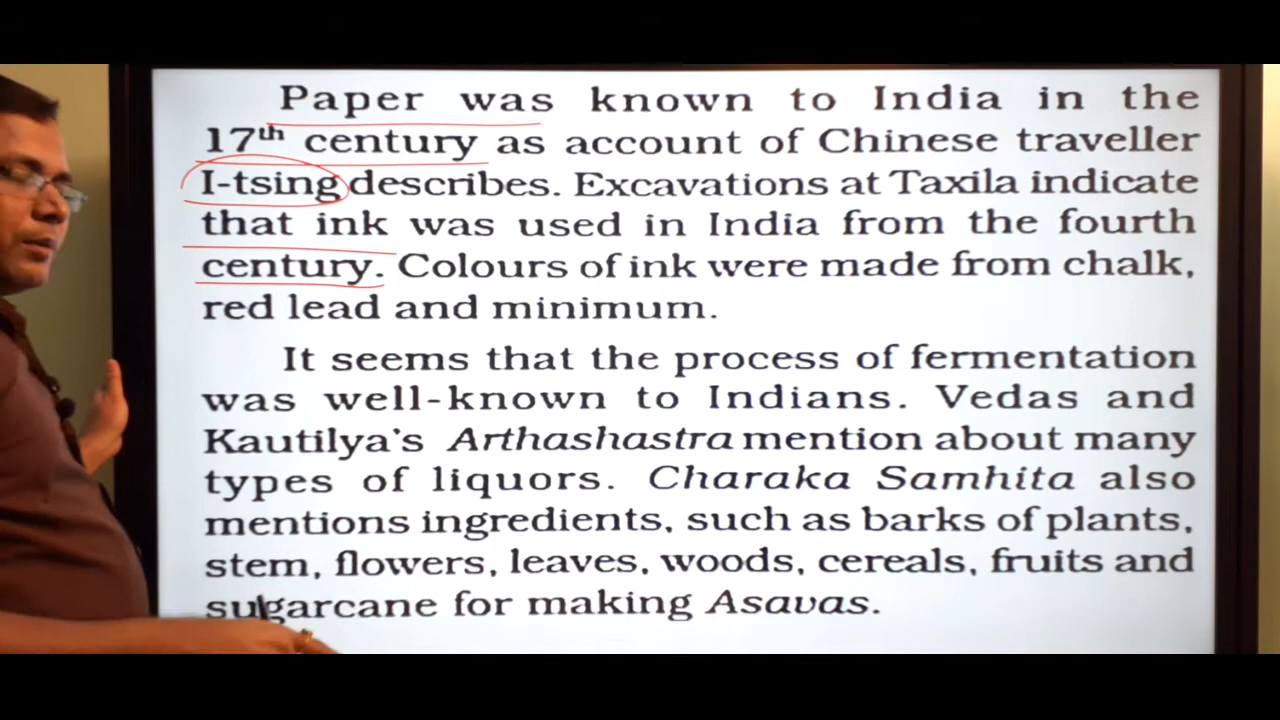 Paper was known to India in the
17th century as account of Chinese traveller
I-tsing describes. Excavations at Taxila indicate
that ink was used in India from the fourth
century. Colours of ink were made from chalk,
red lead and minimum.
It seems that the process of fermentation
was well-known to Indians. Vedas and
Kautilya's Arthashastra mention about many
types of liquors. Charaka Samhita also
mentions ingredients, such as barks of plants,
stem, flowers, leaves, woods, cereals, fruits and
sugarcane for making Asavas.